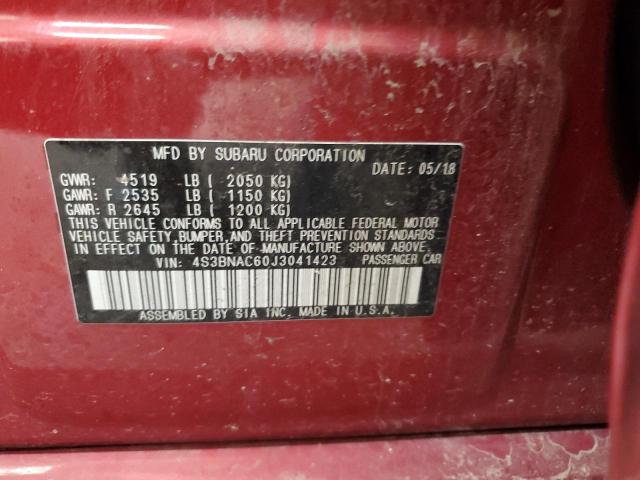 MFD BY SUBARU CORPORATION
DATE: 05/18
GVWR: 4519 LB ( 2050 KG)
GAWR: F 2535 LB ( 1150 KG)
GAWR: R 2645 LB ( 1200 KG)
THIS VEHICLE CONFORMS TO ALL APPLICABLE FEDERAL MOTOR
VEHICLE SAFETY, BUMPER, AND THEFT PREVENTION STANDARDS
IN EFFECT ON THE DATE OF MANUFACTURE SHOWN ABOVE.
VIN: 4S3BNAC60J3041423 PASSENGER CAR
ASSEMBLED BY SIA INC. MADE IN U.S.A.